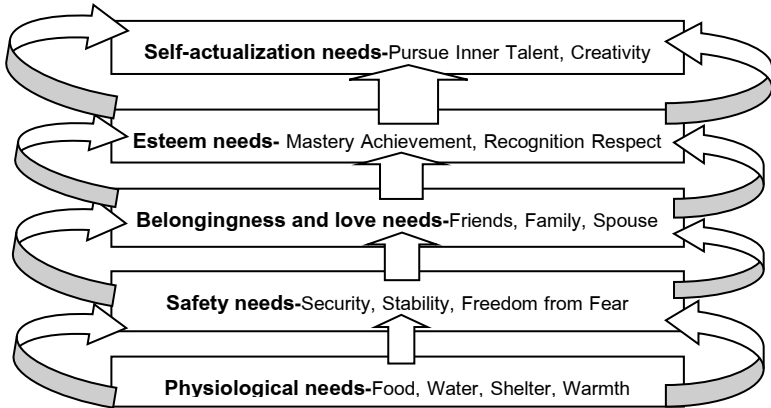 Self-actualization needs-Pursue Inner Talent, Creativity
Esteem needs- Mastery Achievement, Recognition Respect
Belongingness and love needs-Friends, Family, Spouse
Safety needs-Security, Stability, Freedom from Fear
Physiological needs-Food, Water, Shelter, Warmth